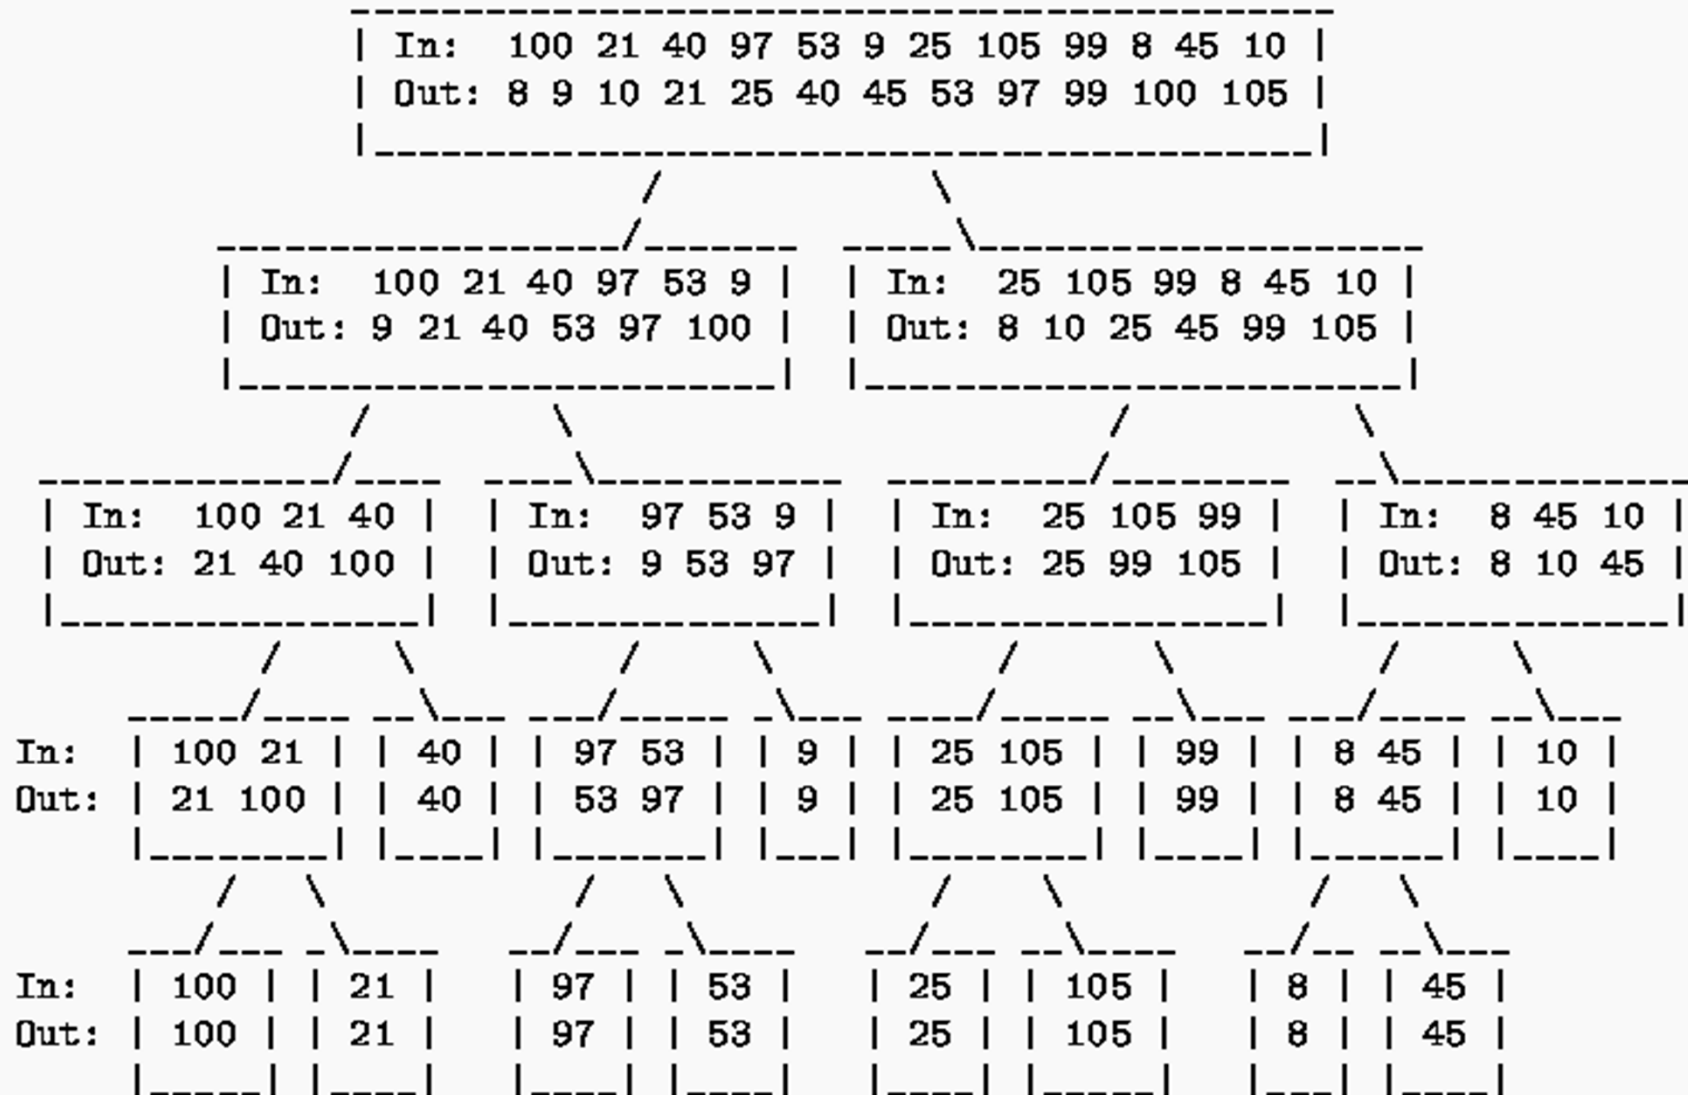 In: 100 21 40 97 53 9 25 105 99 8 45 10
Out: 8 9 10 21 25 40 45 53 97 99 100 105
In: 100 21 40 97 53 9 | In: 25 105 99 8 45 10
Out: 9 21 40 53 97 100 | Out: 8 10 25 45 99 105
In: 100 21 40 | In: 97 53 9 | In: 25 105 99 | In: 8 45 10
Out: 21 40 100 | Out: 9 53 97 | Out: 25 99 105 | Out: 8 10 45
In: | 100 21 | 40 | 97 53 | 9 | 25 105 | 99 | 8 45 | 10 |
Out: | 21 100 | 40 | 53 97 | 9 | 25 105 | 99 | 8 45 | 10 |
In: | 100 | 21 | 97 | 53 | 25 | 105 | 8 | 45 |
Out: | 100 | 21 | 97 | 53 | 25 | 105 | 8 | 45 |